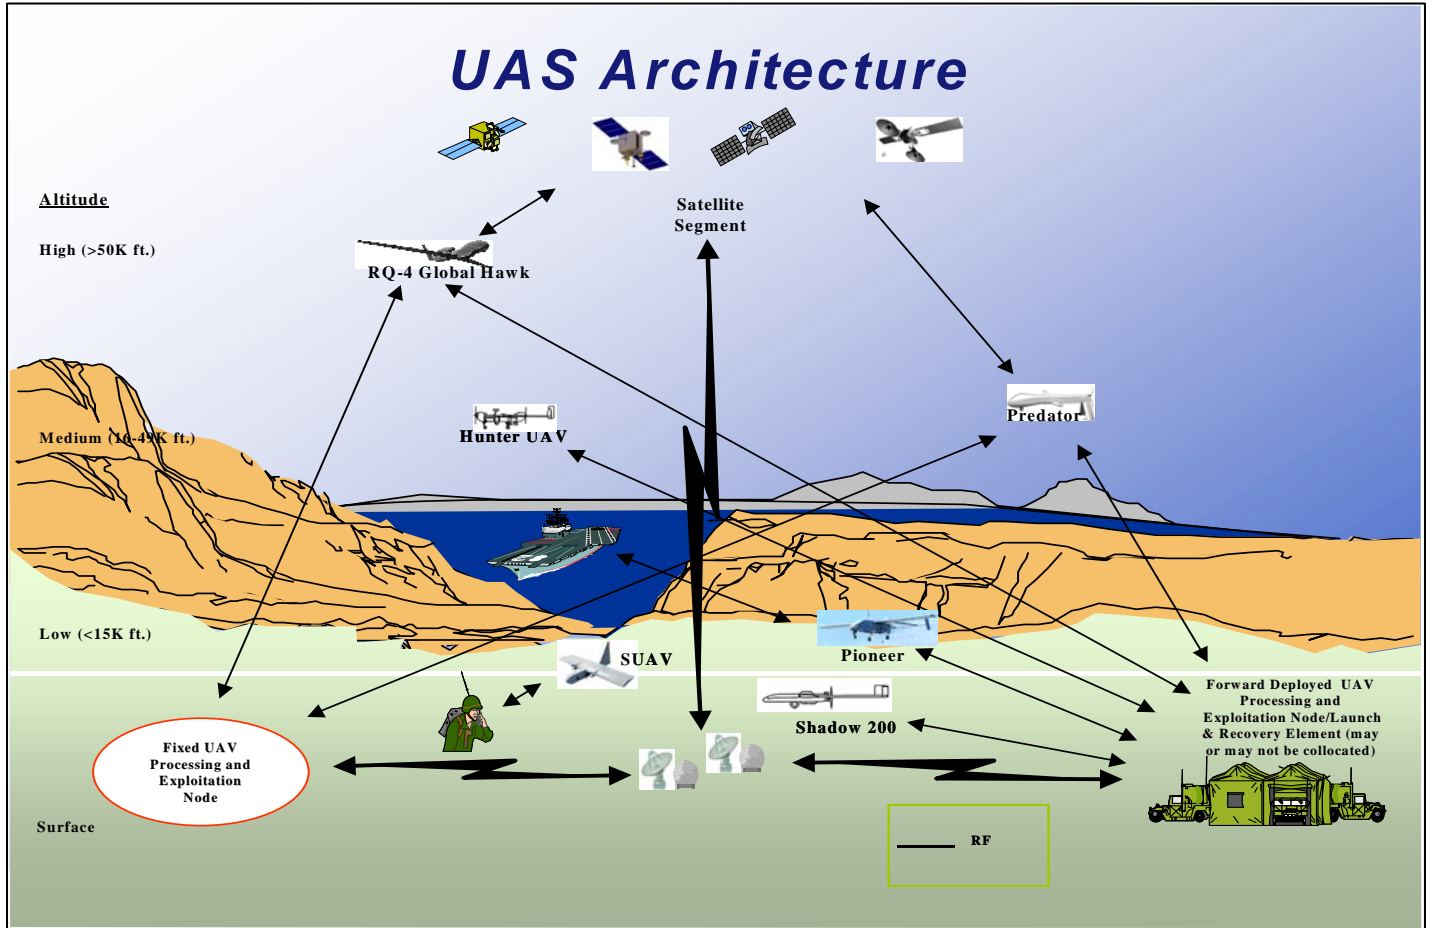 UAS Architecture
Altitude
Satellite
Segment
High (>50K ft.)
RQ-4 Global Hawk
Predator
Medium (16-49K ft.)
Hunter UAV
Low (<15K ft.)
Pioneer
SUAV
Forward Deployed UAV
Processing and
Exploitation Node/Launch
& Recovery Element (may
or may not be collocated)
Shadow 200
Fixed UAV
Processing and
Exploitation
Node
Surface
RF